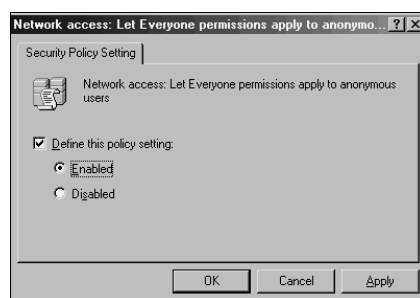 Network access: Let Everyone permissions apply to anonymo...
Security Policy Setting
Network access: Let Everyone permissions apply to anonymous
users
Define this policy setting:
Enabled
Disabled
OK Cancel Apply